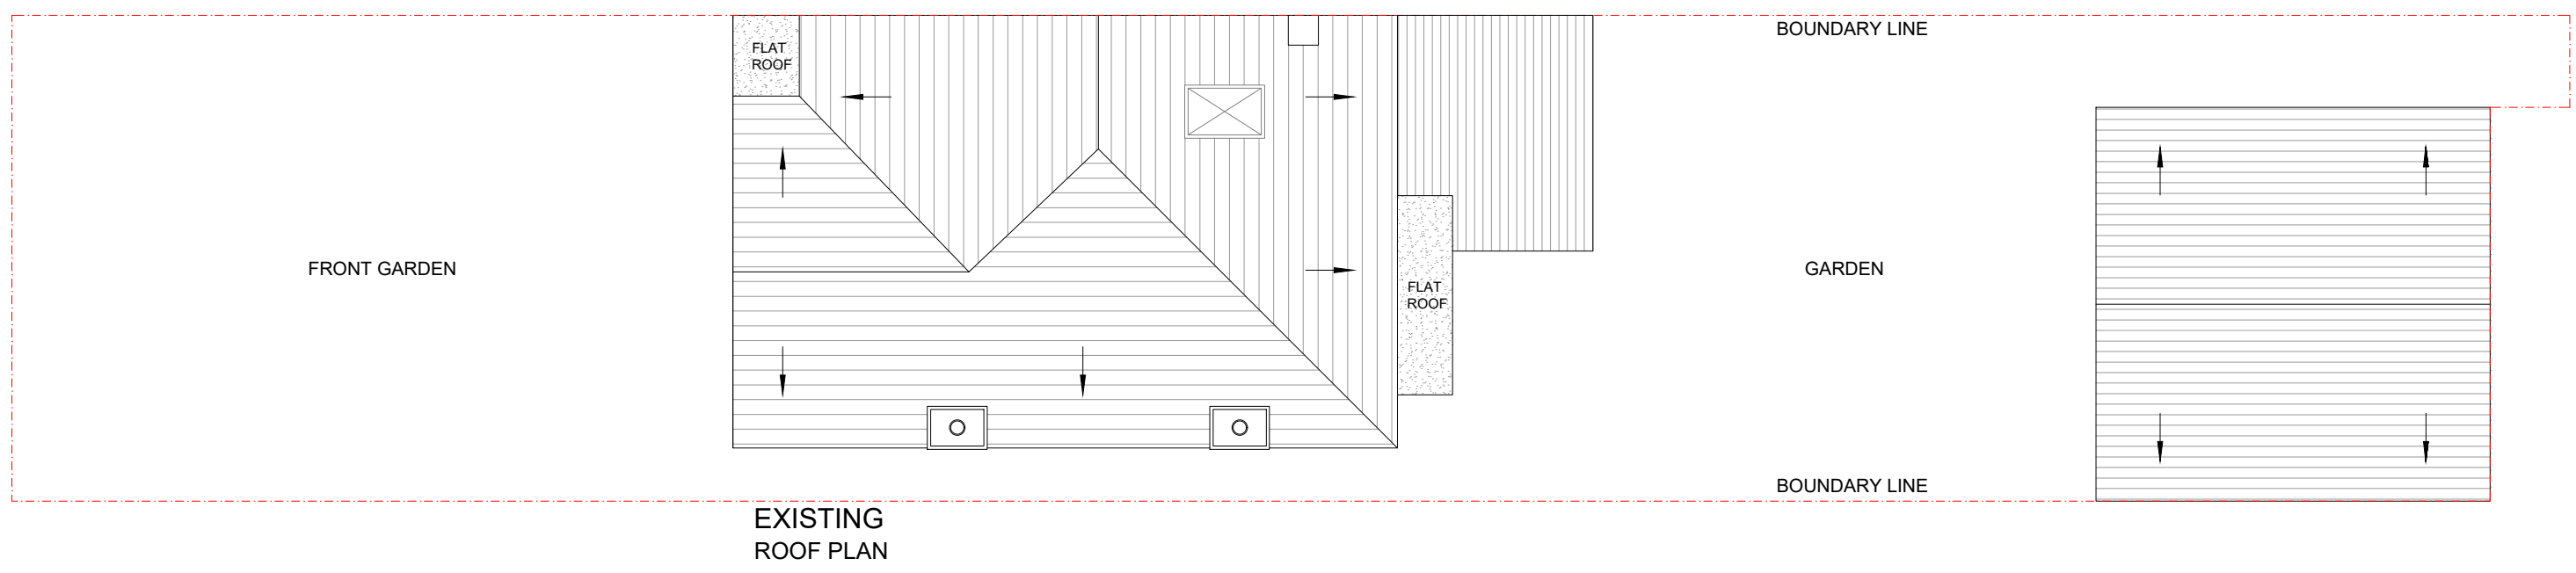 FLAT
ROOF
BOUNDARY LINE
FRONT GARDEN
FLAT
ROOF
GARDEN
BOUNDARY LINE
EXISTING
ROOF PLAN